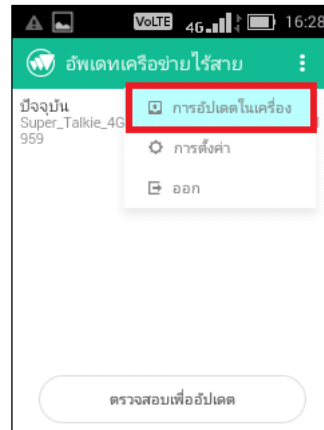 VoLTE 4G 16:28
อัพเดทเครือข่ายไร้สาย
ปัจจุบัน
Super_Talkie_4G
959
การอัปเดตในเครื่อง
การตั้งค่า
ออก
ตรวจสอบเพื่ออัปเดต